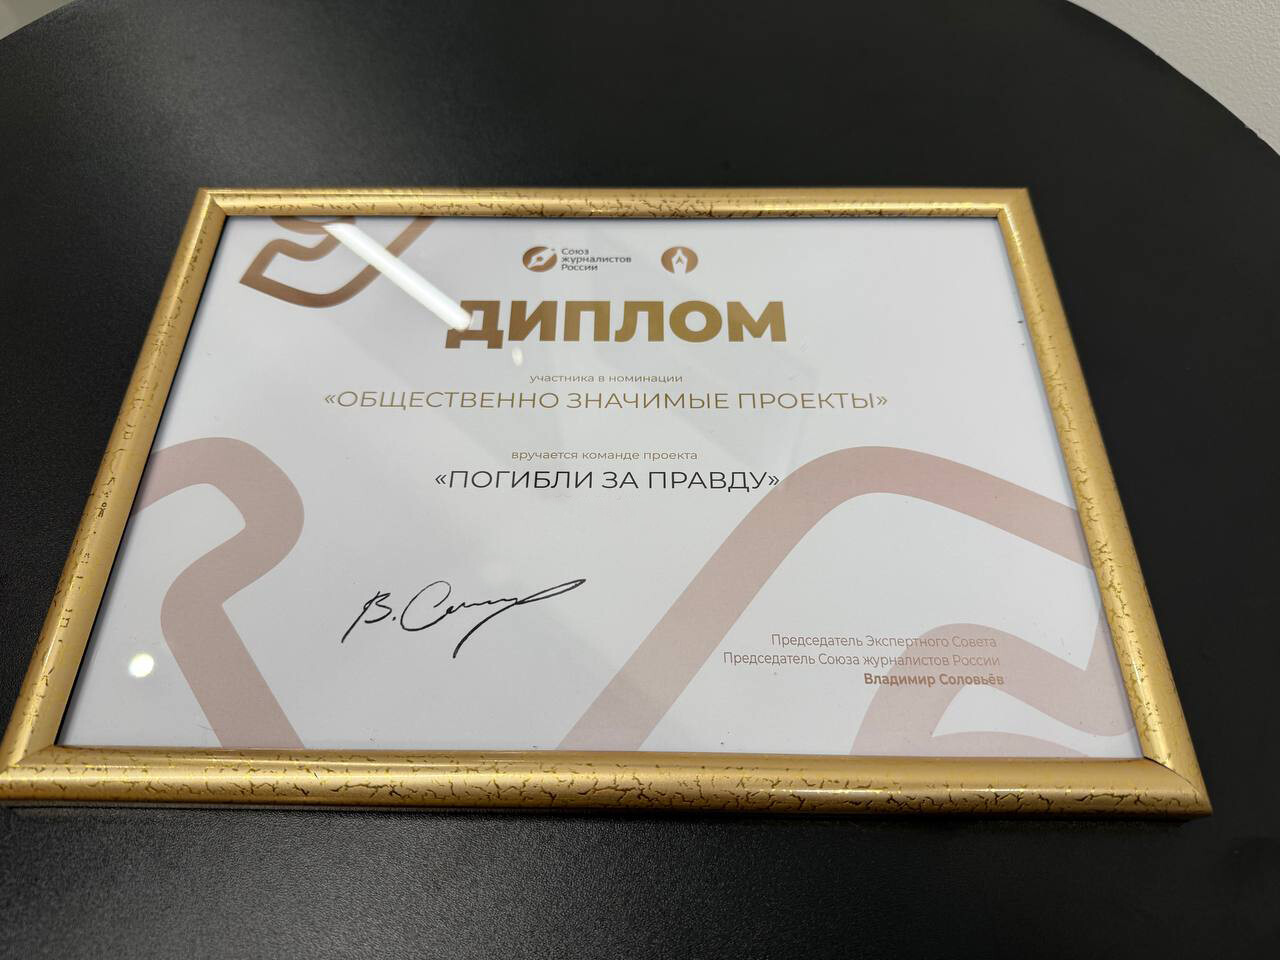 Союз
журналистов
России
ДИПЛОМ
участника в номинации
«ОБЩЕСТВЕННО ЗНАЧИМЫЕ ПРОЕКТЫ»
вручается команде проекта
«ПОГИБЛИ ЗА ПРАВДУ»
Председатель Экспертного Совета
Председатель Союза журналистов России
Владимир Соловьёв